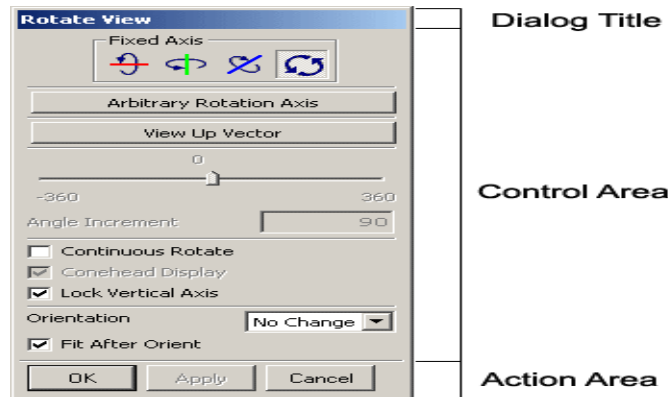 Rotate View
Dialog Title
Fixed Axis
Arbitrary Rotation Axis
View Up Vector
0
-360 360
Control Area
Angle Increment 90
Continuous Rotate
Conehead Display
Lock Vertical Axis
Orientation No Change
Fit After Orient
OK Apply Cancel
Action Area